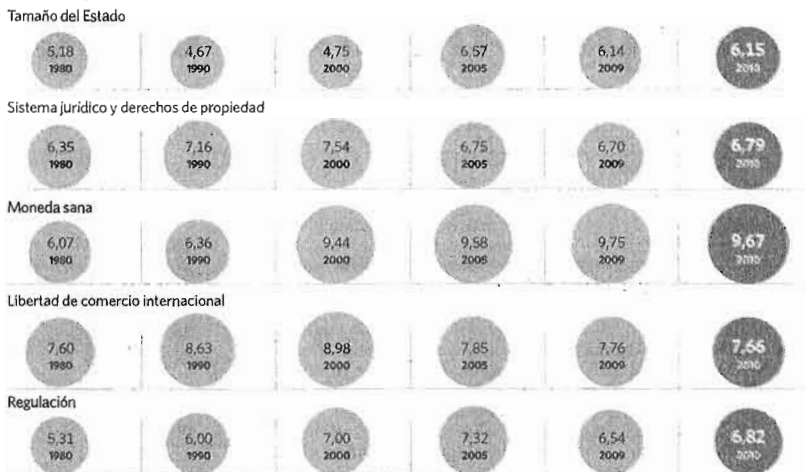 Tamaño del Estado
5,18 4,67 4,75 6,57 6,14 6,15
1980 1990 2000 2005 2009 2010
Sistema jurídico y derechos de propiedad
6,35 7,16 7,54 6,75 6,70 6,79
1980 1990 2000 2005 2009 2010
Moneda sana
6,07 6,36 9,44 9,58 9,75 9,67
1980 1990 2000 2005 2009 2010
Libertad de comercio internacional
7,60 8,63 8,98 7,85 7,76 7,66
1980 1990 2000 2005 2009 2010
Regulación
5,31 6,00 7,00 7,32 6,54 6,82
1980 1990 2000 2005 2009 2010